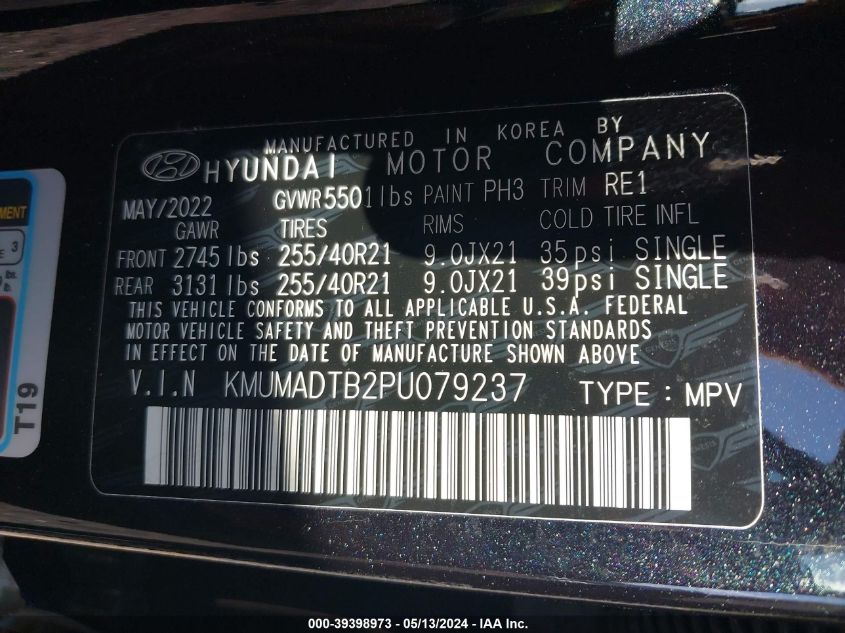 MANUFACTURED IN KOREA BY
HYUNDAI MOTOR COMPANY
MAY/2022 GVWR 5501lbs PAINT PH3 TRIM RE1
GAWR TIRES RIMS COLD TIRE INFL
FRONT 2745 lbs 255/40R21 9.0JX21 35psi SINGLE
REAR 3131 lbs 255/40R21 9.0JX21 39psi SINGLE
THIS VEHICLE CONFORMS TO ALL APPLICABLE U.S.A. FEDERAL
MOTOR VEHICLE SAFETY AND THEFT PREVENTION STANDARDS
IN EFFECT ON THE DATE OF MANUFACTURE SHOWN ABOVE.
V.I.N KMUMADTB2PU079237 TYPE : MPV
T19
000-39398973 - 05/13/2024 - IAA Inc.